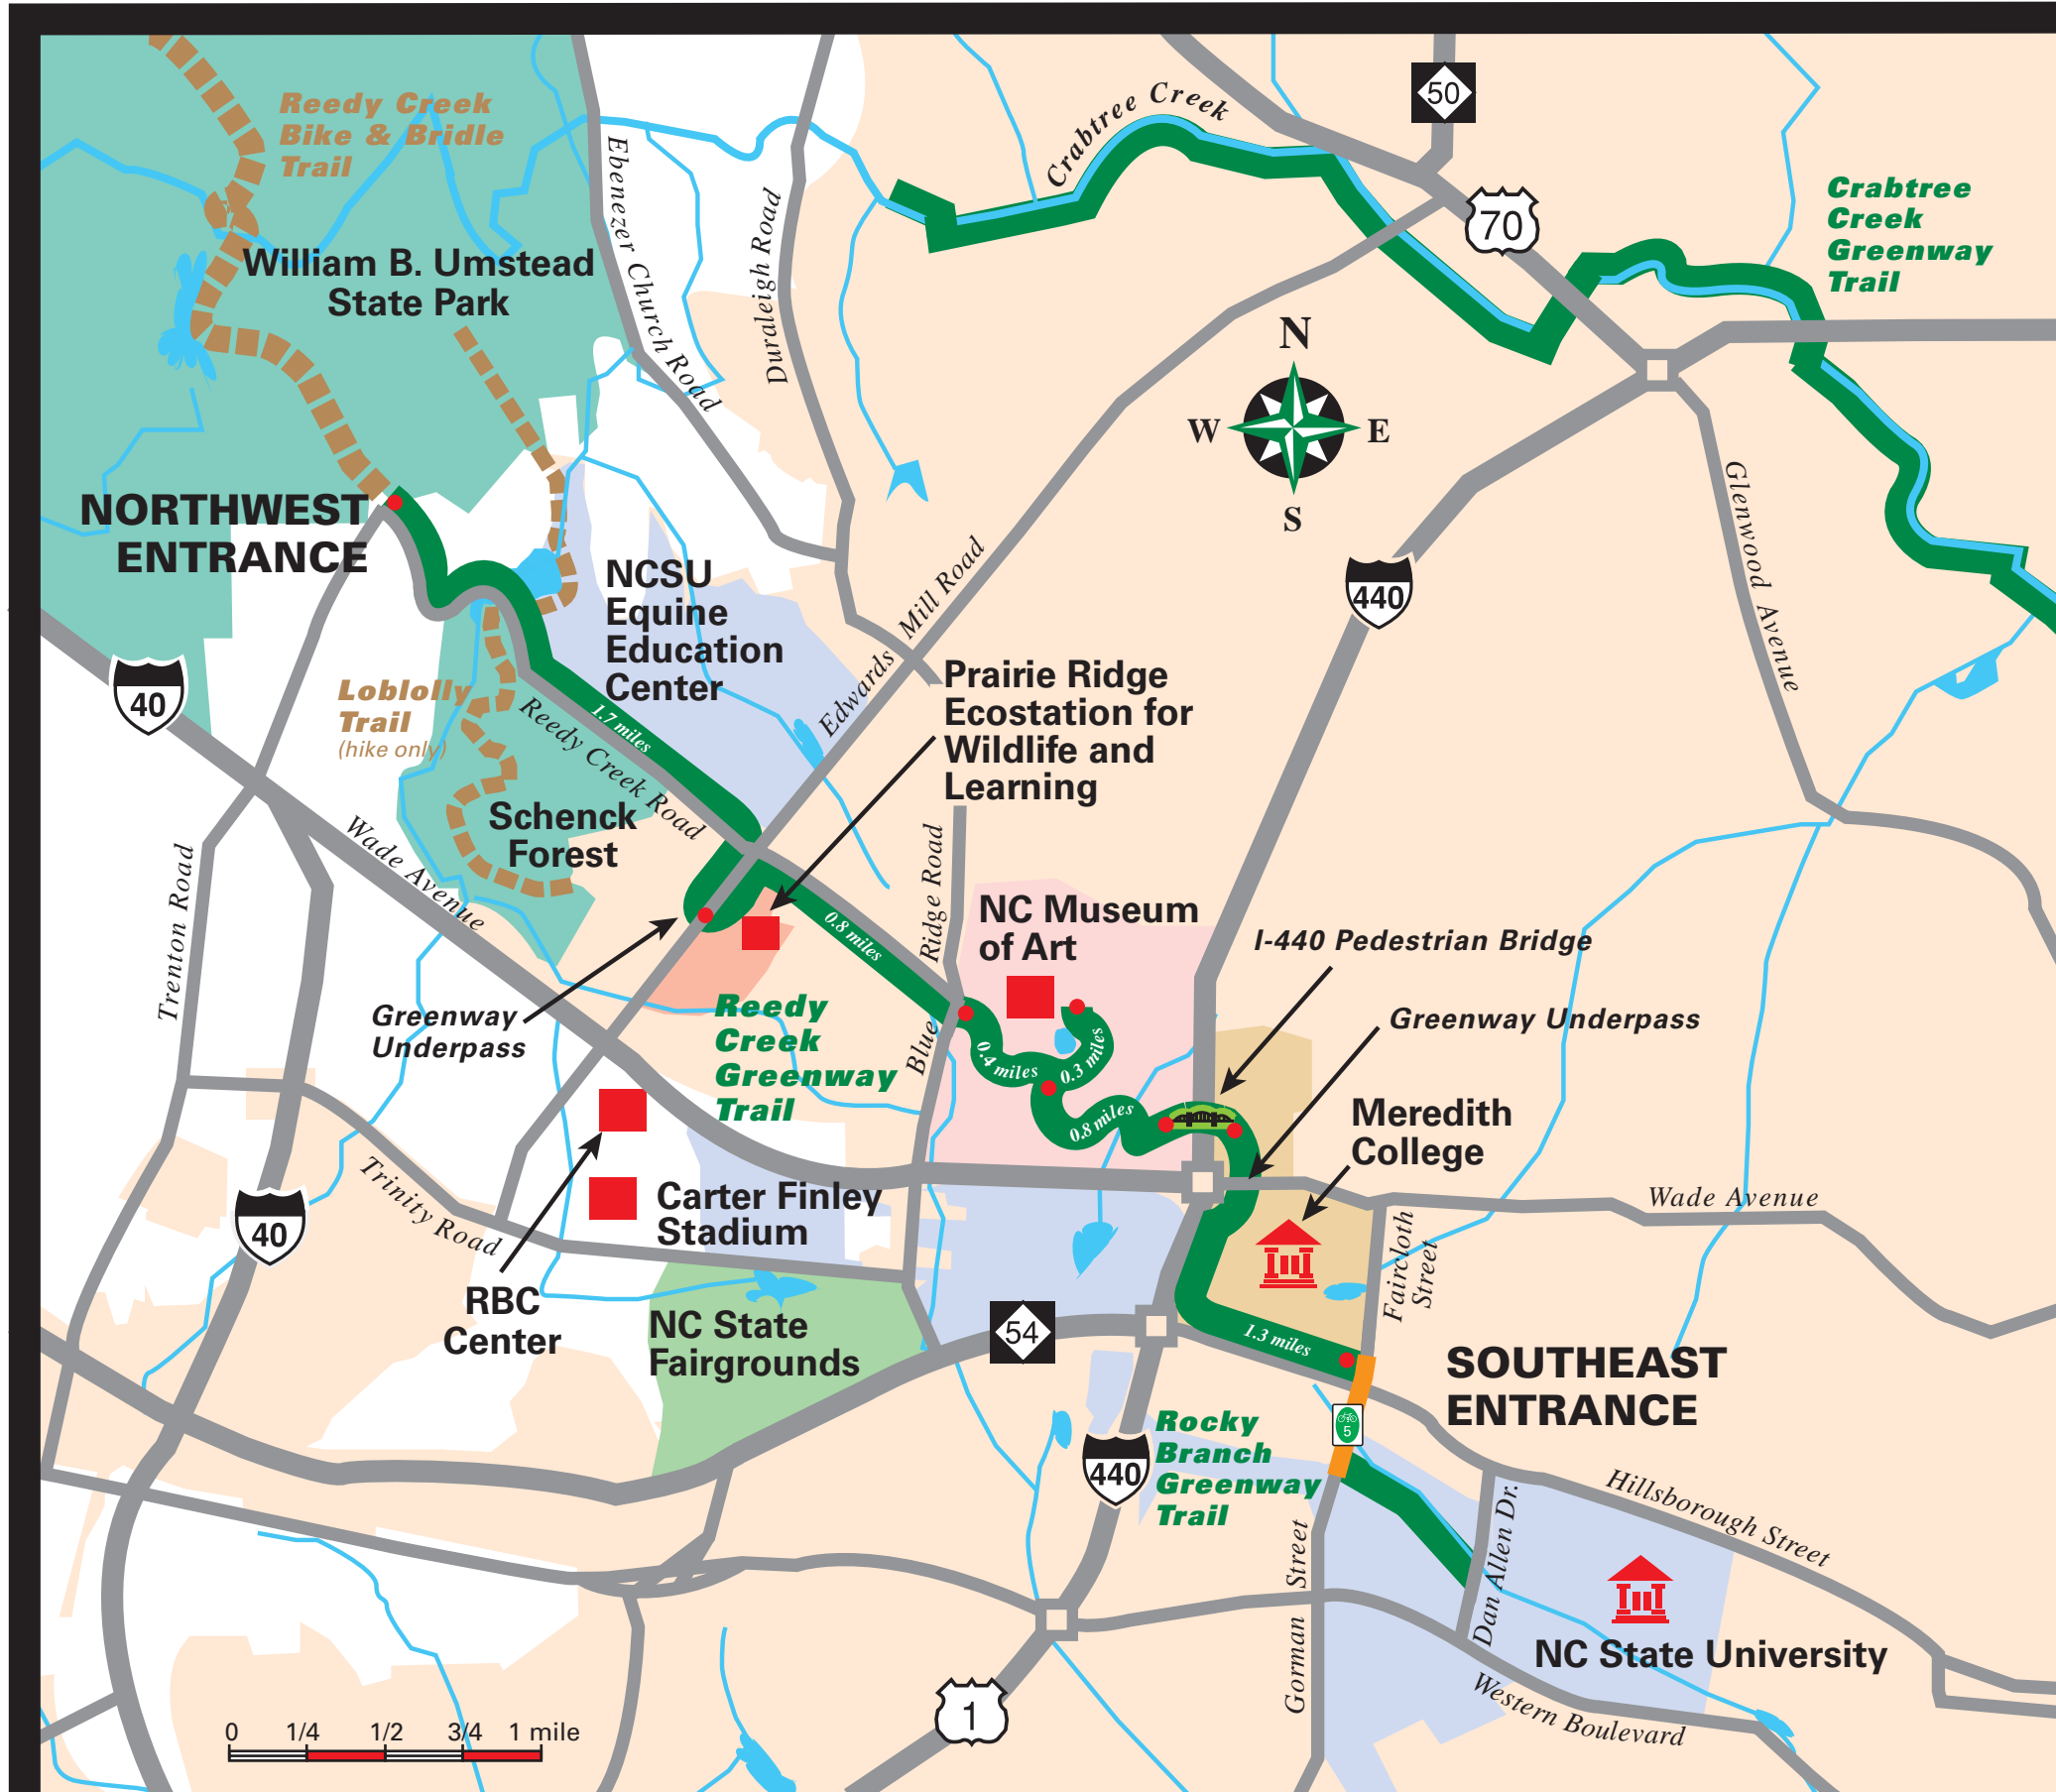 Reedy Creek
Bike & Bridle
Trail
Ebenezer Church Road
Duraleigh Road
Crabtree Creek
50
70
Crabtree
Creek
Greenway
Trail
William B. Umstead
State Park
N
W
E
S
NORTHWEST
ENTRANCE
440
Glenwood Avenue
NCSU
Equine
Education
Center
Edwards Mill Road
40
Loblolly
Trail
(hike only)
1.7 miles
Reedy Creek Road
Prairie Ridge
Ecostation for
Wildlife and
Learning
Schenck
Forest
Wade Avenue
Trenton Road
0.8 miles
Blue Ridge Road
NC Museum
of Art
I-440 Pedestrian Bridge
Greenway
Underpass
Reedy
Creek
Greenway
Trail
0.4 miles
0.3 miles
0.8 miles
Greenway Underpass
Meredith
College
Wade Avenue
Trinity Road
40
Carter Finley
Stadium
RBC
Center
NC State
Fairgrounds
54
Faircloth
Street
1.3 miles
SOUTHEAST
ENTRANCE
5
440
Rocky
Branch
Greenway
Trail
Hillsborough Street
Dan Allen Dr.
Gorman Street
NC State University
Western Boulevard
1
0 1/4 1/2 3/4 1 mile